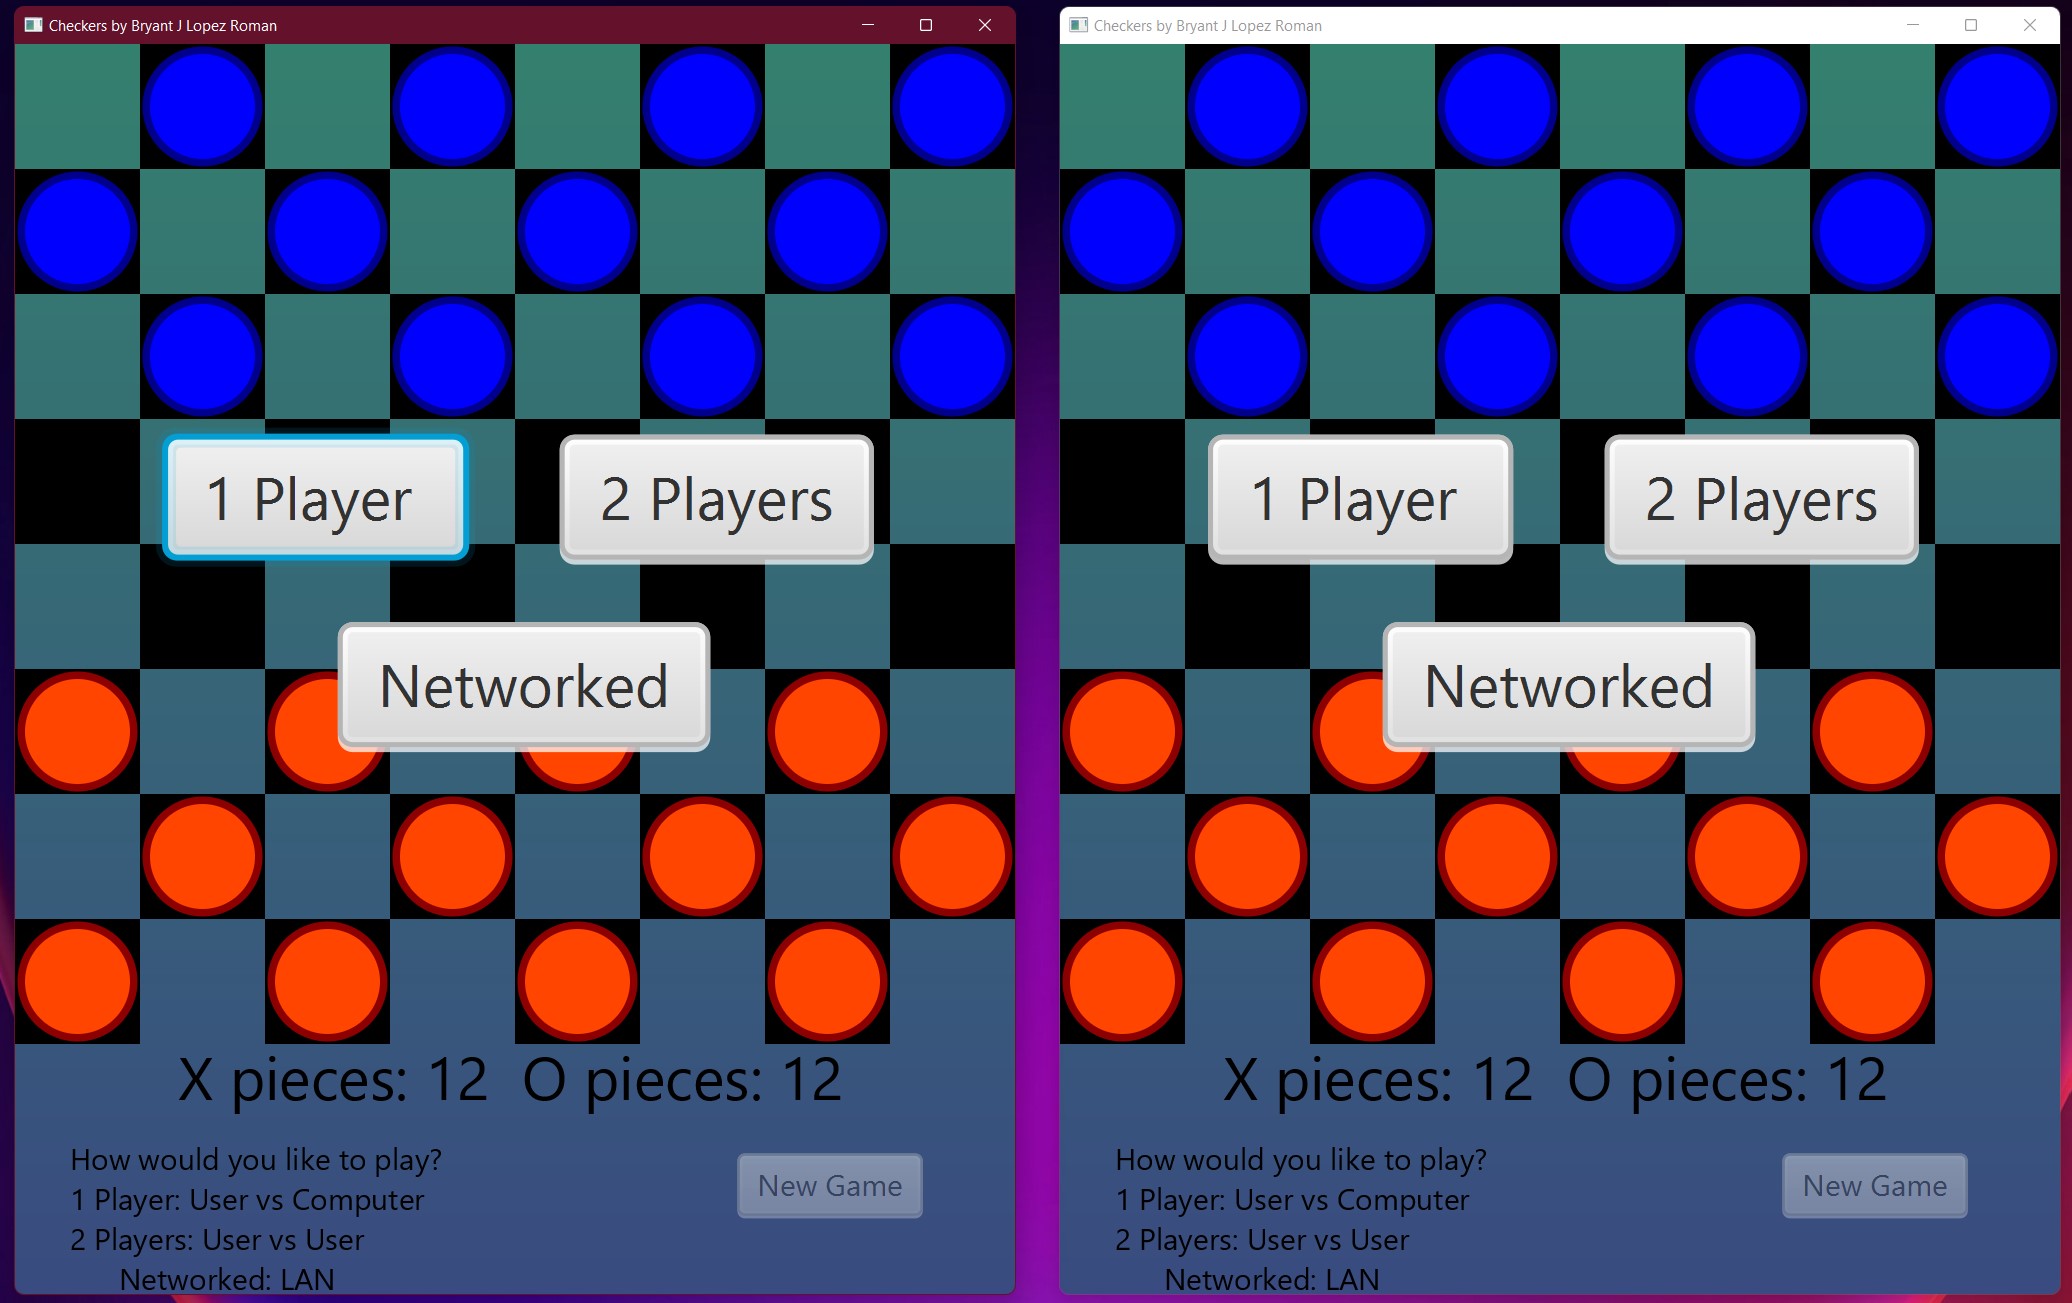 Checkers by Bryant J Lopez Roman
1 Player
2 Players
Networked
X pieces: 12 O pieces: 12
How would you like to play?
1 Player: User vs Computer
2 Players: User vs User
Networked: LAN
New Game
Checkers by Bryant J Lopez Roman
1 Player
2 Players
Networked
X pieces: 12 O pieces: 12
How would you like to play?
1 Player: User vs Computer
2 Players: User vs User
Networked: LAN
New Game